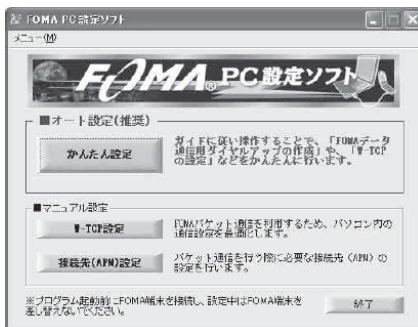 FOMA PC設定ソフト
メニュー(M)
FOMA® PC設定ソフト
■オート設定(推奨)
かんたん設定
ガイドに従い操作することで、「FOMAデータ
通信用ダイヤルアップの作成」や、「W-TCP
の設定」などをかんたんに行います。
■マニュアル設定
W-TCP設定
FOMAパケット通信を利用するため、パソコン内の
通信設定を最適化します。
接続先(APN)設定
パケット通信を行う際に必要な接続先(APN)の
設定を行います。
※プログラム起動前にFOMA端末を接続し、設定中はFOMA端末を
差し替えないでください。
終了